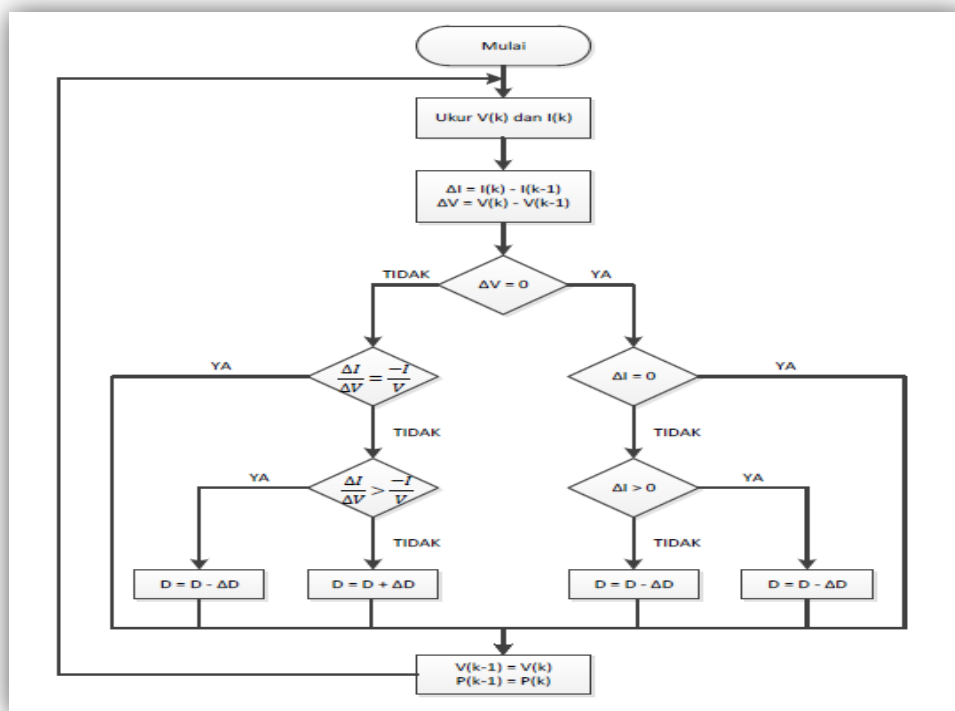 Mulai
Ukur V(k) dan I(k)
ΔI = I(k) - I(k-1)
ΔV = V(k) - V(k-1)
TIDAK
ΔV = 0
YA
YA
ΔI/ΔV = -I/V
ΔI = 0
YA
TIDAK
TIDAK
YA
ΔI/ΔV > -I/V
ΔI > 0
YA
TIDAK
TIDAK
D = D - ΔD
D = D + ΔD
D = D - ΔD
D = D - ΔD
V(k-1) = V(k)
P(k-1) = P(k)